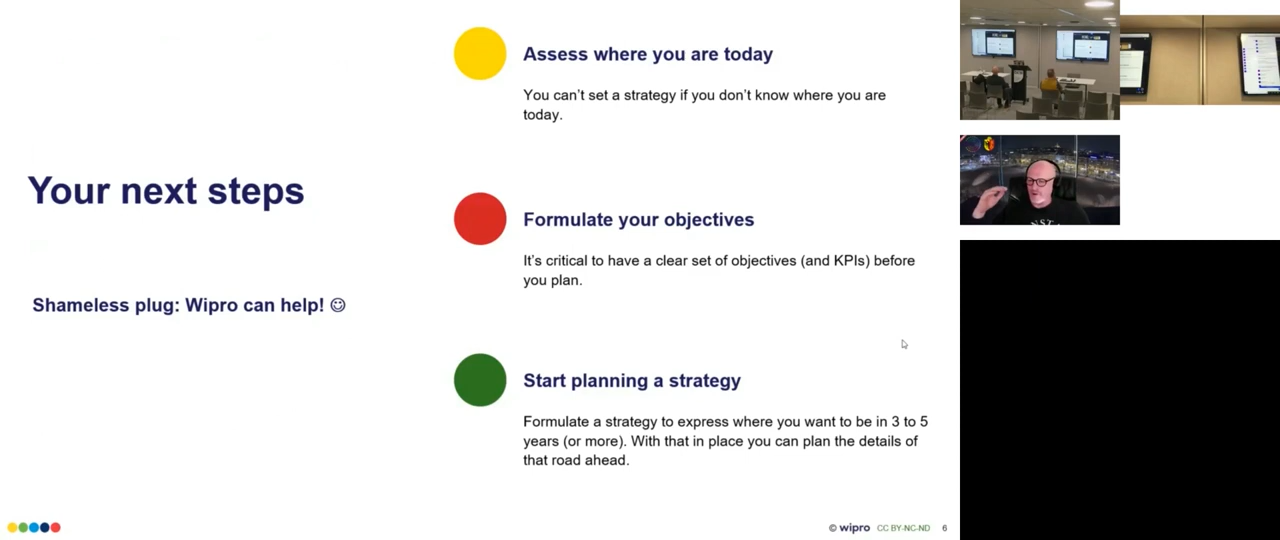 Your next steps
Shameless plug: Wipro can help! ☺
Assess where you are today
You can’t set a strategy if you don’t know where you are
today.
Formulate your objectives
It’s critical to have a clear set of objectives (and KPIs) before
you plan.
Start planning a strategy
Formulate a strategy to express where you want to be in 3 to 5
years (or more). With that in place you can plan the details of
that road ahead.
© wipro CC BY-NC-ND 6